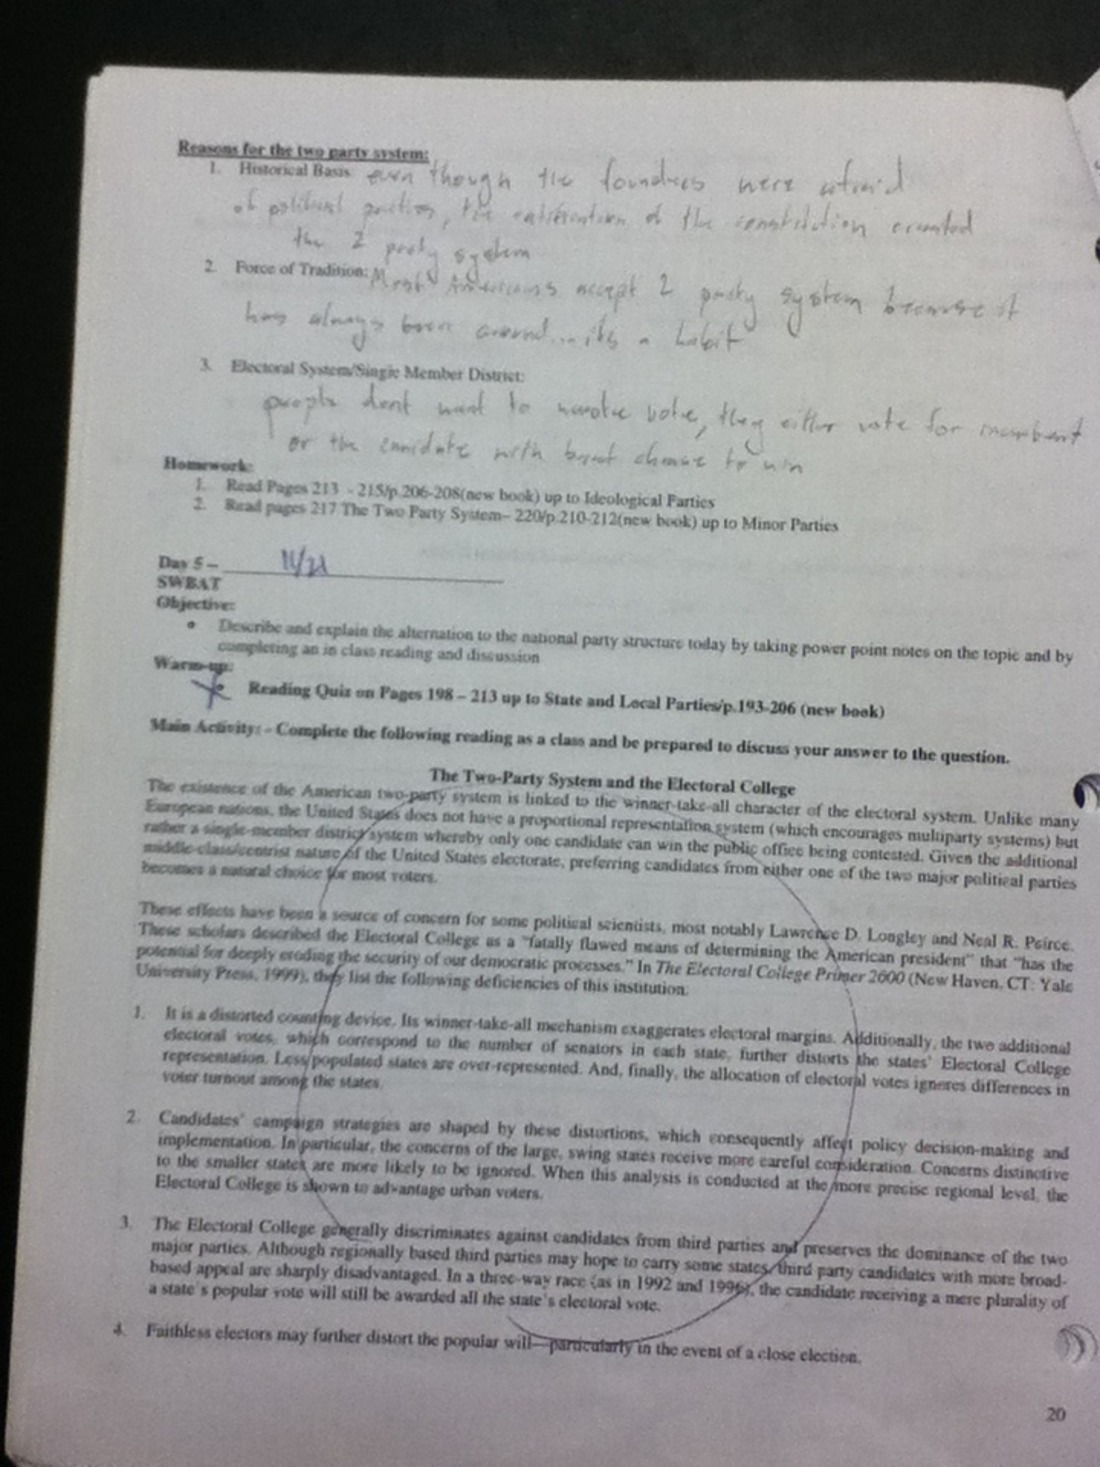 Reasons for the two party system:
1. Historical Basis even though the founders were afraid
of political parties, the ratification of the constitution created
the 2 party system
2. Force of Tradition: Most Americans accept 2 party system because it
has always been around...its a habit
3. Electoral System/Single Member District:
people dont want to waste vote, they either vote for incumbent
or the canidate with best chance to win
Homework:
1. Read Pages 213 - 215/p.206-208(new book) up to Ideological Parties
2. Read pages 217 The Two Party System– 220/p.210-212(new book) up to Minor Parties
Day 5 – 11/21
SWBAT
Objective:
• Describe and explain the alternation to the national party structure today by taking power point notes on the topic and by
completing an in class reading and discussion
Warm-up:
Reading Quiz on Pages 198 – 213 up to State and Local Parties/p.193-206 (new book)
Main Activity: - Complete the following reading as a class and be prepared to discuss your answer to the question.
The Two-Party System and the Electoral College
The existence of the American two-party system is linked to the winner-take-all character of the electoral system. Unlike many
European nations, the United States does not have a proportional representation system (which encourages multiparty systems) but
rather a single-member district system whereby only one candidate can win the public office being contested. Given the additional
middle-class/centrist nature of the United States electorate, preferring candidates from either one of the two major political parties
becomes a natural choice for most voters.
These effects have been a source of concern for some political scientists, most notably Lawrence D. Longley and Neal R. Peirce.
These scholars described the Electoral College as a "fatally flawed means of determining the American president" that "has the
potential for deeply eroding the security of our democratic processes." In The Electoral College Primer 2000 (New Haven, CT: Yale
University Press, 1999), they list the following deficiencies of this institution:
1. It is a distorted counting device. Its winner-take-all mechanism exaggerates electoral margins. Additionally, the two additional
electoral votes, which correspond to the number of senators in each state, further distorts the states' Electoral College
representation. Less populated states are over-represented. And, finally, the allocation of electoral votes ignores differences in
voter turnout among the states.
2. Candidates' campaign strategies are shaped by these distortions, which consequently affect policy decision-making and
implementation. In particular, the concerns of the large, swing states receive more careful consideration. Concerns distinctive
to the smaller states are more likely to be ignored. When this analysis is conducted at the more precise regional level, the
Electoral College is shown to advantage urban voters.
3. The Electoral College generally discriminates against candidates from third parties and preserves the dominance of the two
major parties. Although regionally based third parties may hope to carry some states, third party candidates with more broad-
based appeal are sharply disadvantaged. In a three-way race (as in 1992 and 1996), the candidate receiving a mere plurality of
a state's popular vote will still be awarded all the state's electoral vote.
4. Faithless electors may further distort the popular will—particularly in the event of a close election.
20